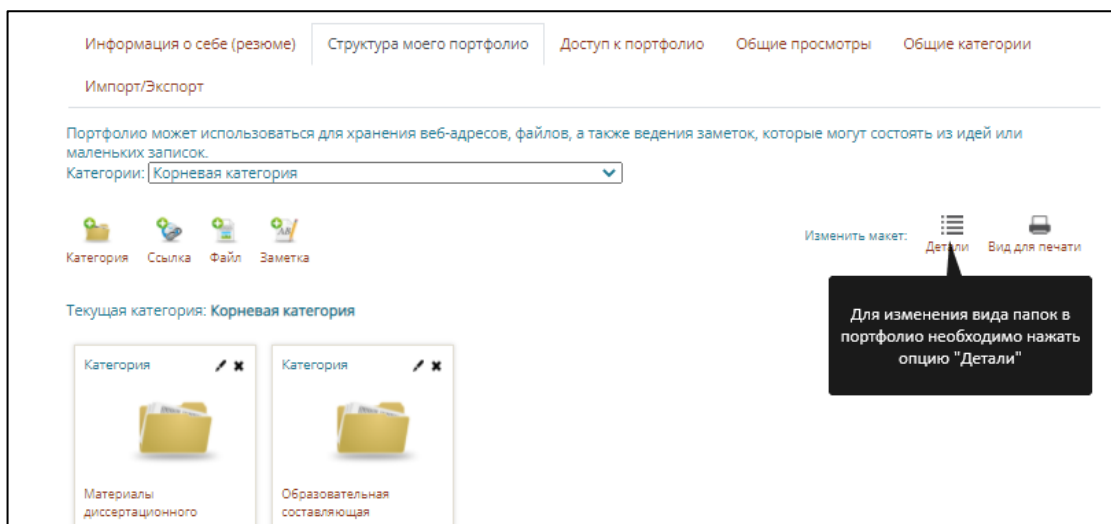 Информация о себе (резюме) Структура моего портфолио Доступ к портфолио Общие просмотры Общие категории
Импорт/Экспорт
Портфолио может использоваться для хранения веб-адресов, файлов, а также ведения заметок, которые могут состоять из идей или
маленьких записок.
Категории: Корневая категория
Категория Ссылка Файл Заметка
Изменить макет: Детали Вид для печати
Для изменения вида папок в
портфолио необходимо нажать
опцию "Детали"
Текущая категория: Корневая категория
Категория Категория
Материалы
диссертационного
Образовательная
составляющая